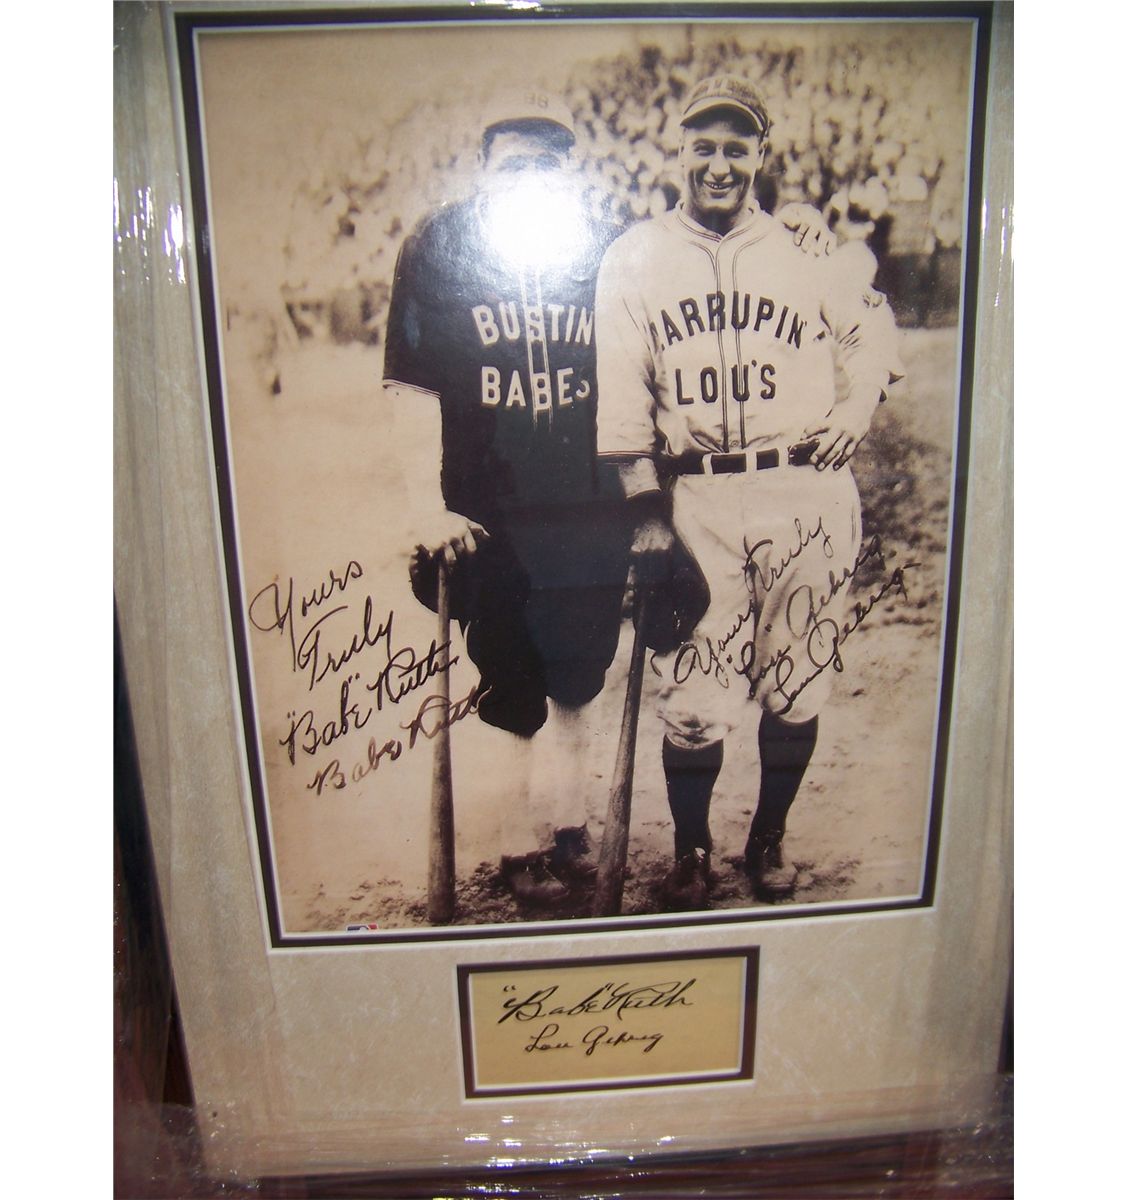 BB
BUSTIN
BABES
LARRUPIN'
LOU'S
Yours
Truly
"Babe" Ruth
Babe Ruth
Yours Truly
"Lou" Gehrig
Lou Gehrig
"Babe" Ruth
Lou Gehrig